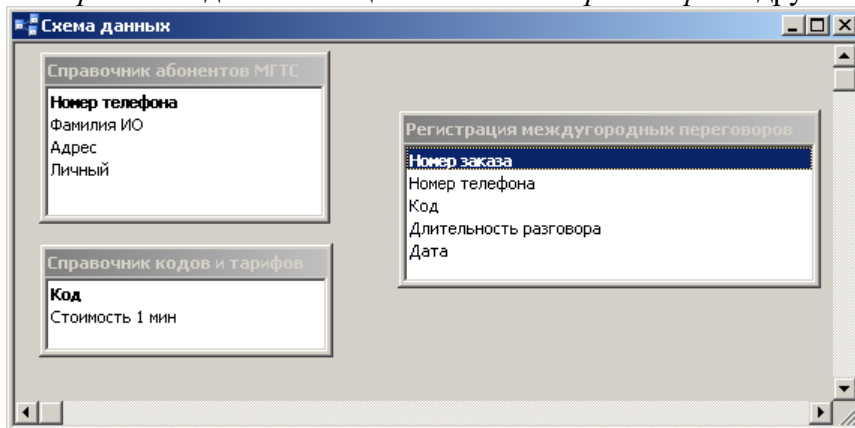 Схема данных
Справочник абонентов МГТС
Номер телефона
Фамилия ИО
Адрес
Личный
Регистрация междугородных переговоров
Номер заказа
Номер телефона
Код
Длительность разговора
Дата
Справочник кодов и тарифов
Код
Стоимость 1 мин